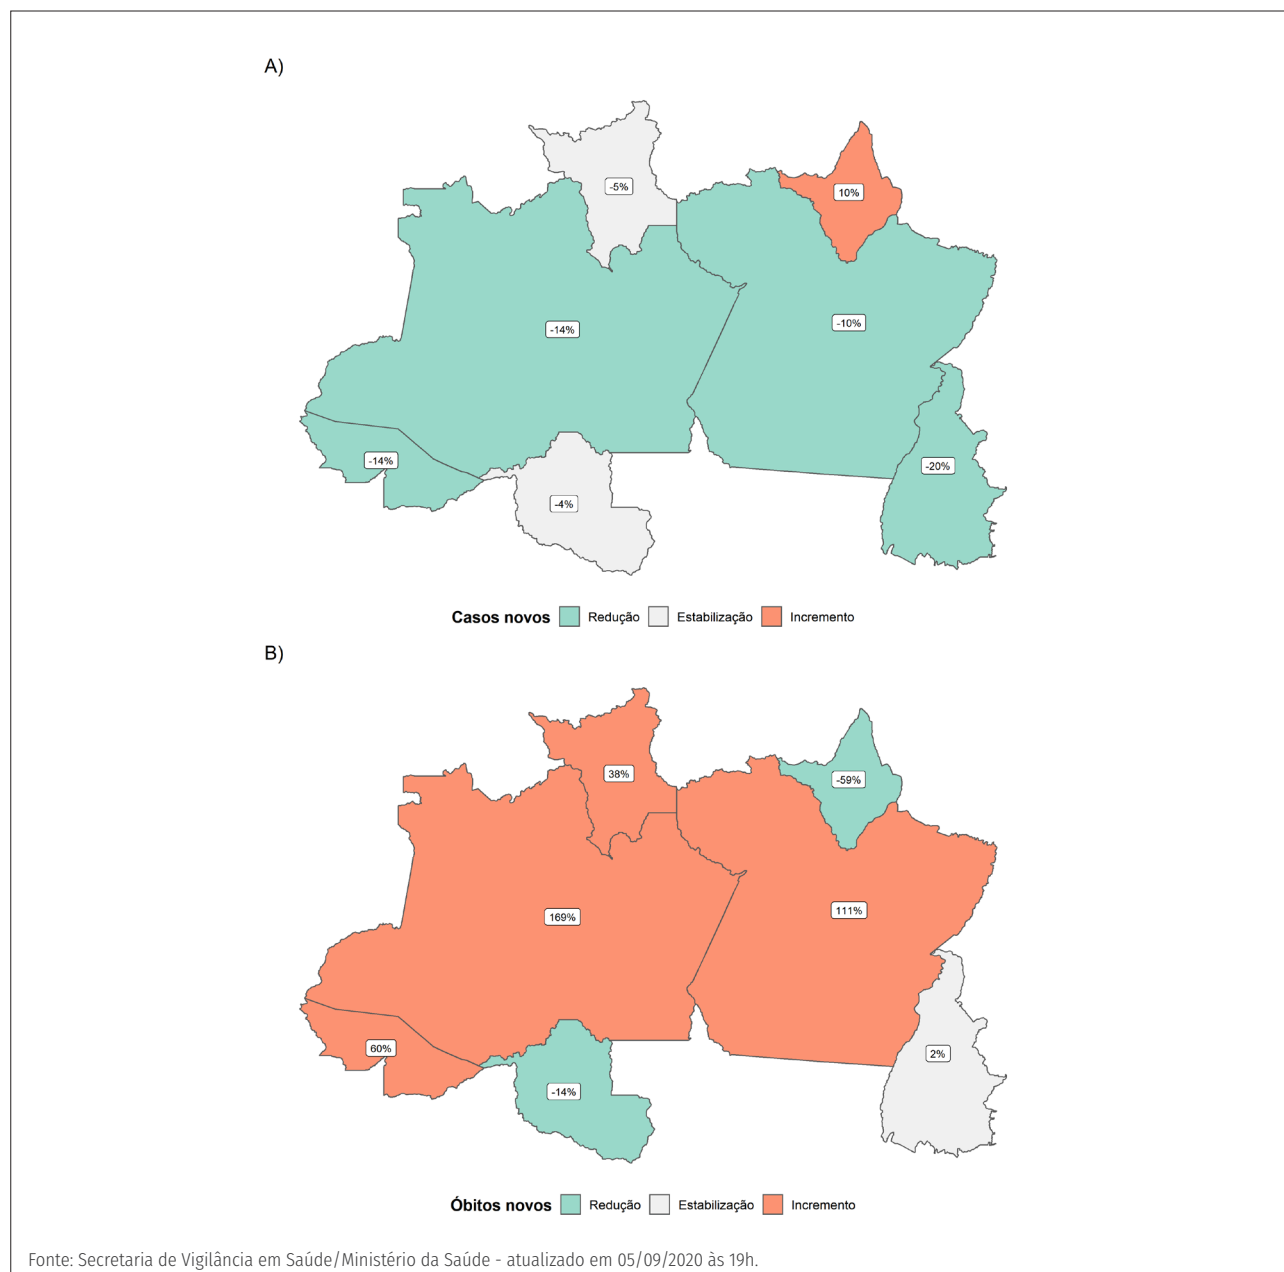 A)
-5%
10%
-14%
-10%
-14%
-20%
-4%
Casos novos Redução Estabilização Incremento
B)
38%
-59%
169%
111%
60%
2%
-14%
Óbitos novos Redução Estabilização Incremento
Fonte: Secretaria de Vigilância em Saúde/Ministério da Saúde - atualizado em 05/09/2020 às 19h.